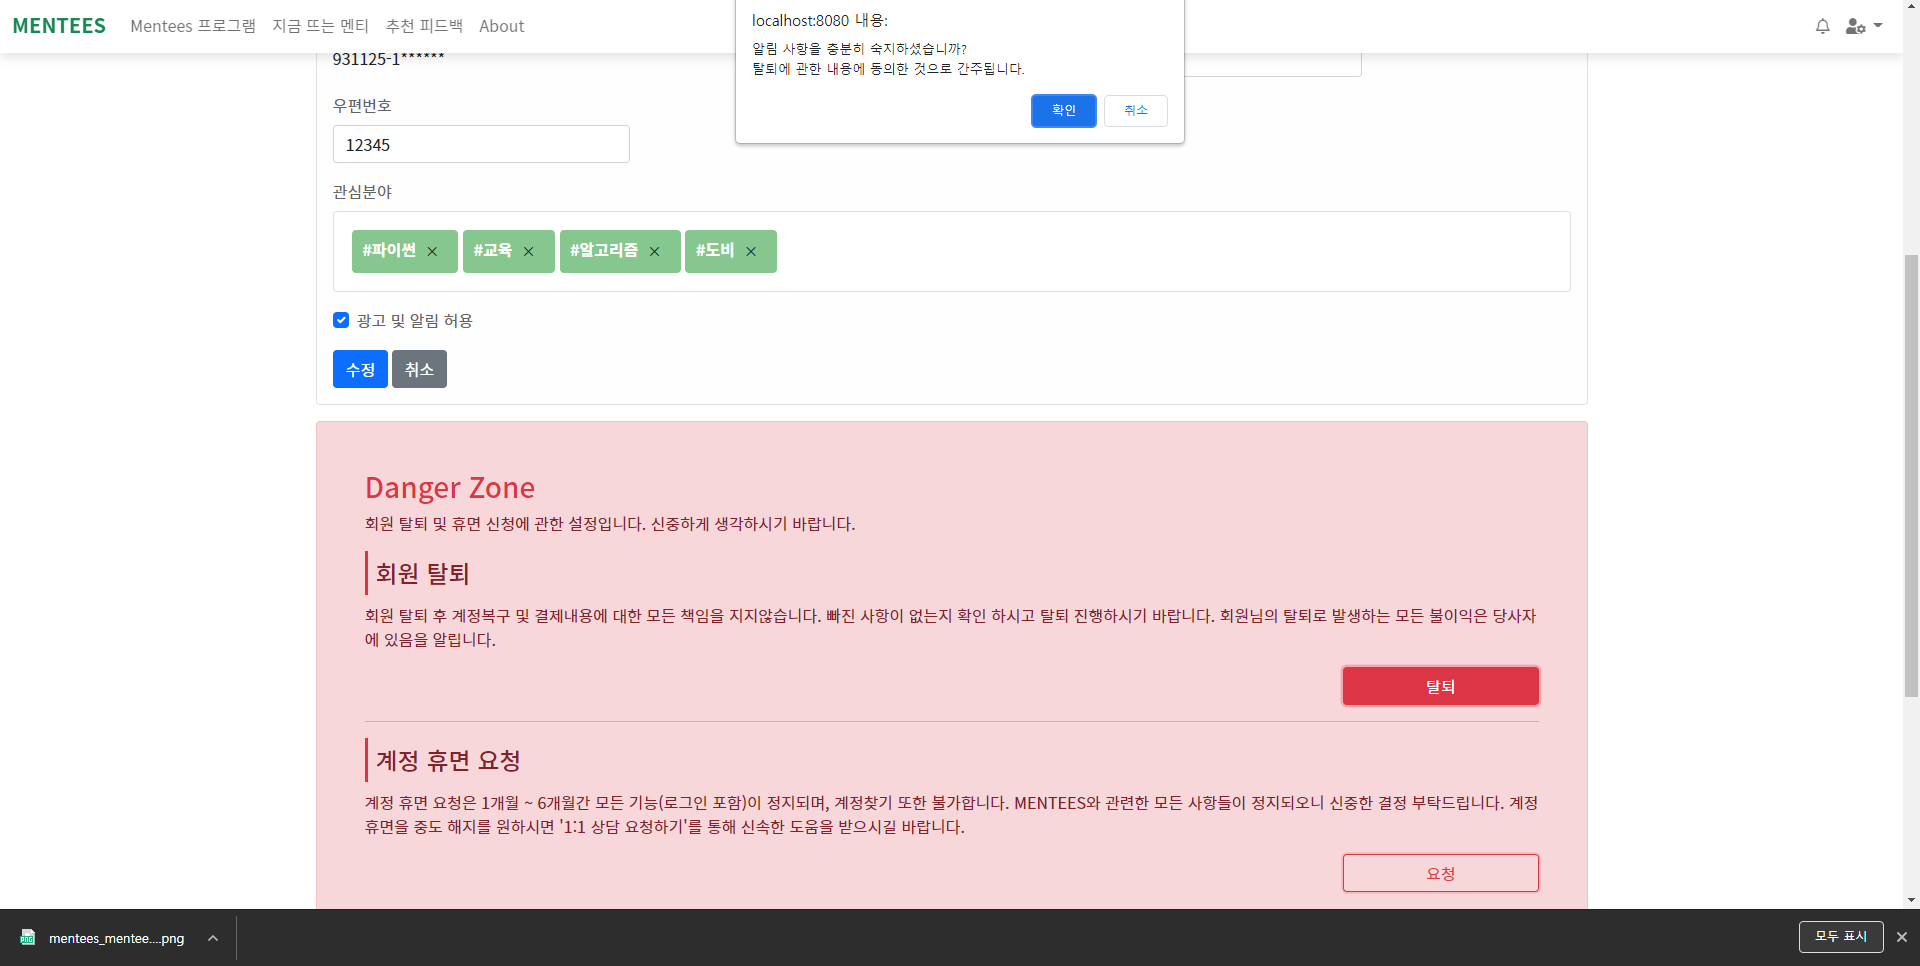 MENTEES
Mentees 프로그램
지금 뜨는 멘티
추천 피드백
About
localhost:8080 내용:
알림 사항을 충분히 숙지하셨습니까?
탈퇴에 관한 내용에 동의한 것으로 간주됩니다.
확인
취소
931125-1******
우편번호
12345
관심분야
#파이썬 ×
#교육 ×
#알고리즘 ×
#도비 ×
광고 및 알림 허용
수정
취소
Danger Zone
회원 탈퇴 및 휴면 신청에 관한 설정입니다. 신중하게 생각하시기 바랍니다.
회원 탈퇴
회원 탈퇴 후 계정복구 및 결제내용에 대한 모든 책임을 지지않습니다. 빠진 사항이 없는지 확인 하시고 탈퇴 진행하시기 바랍니다. 회원님의 탈퇴로 발생하는 모든 불이익은 당사자
에 있음을 알립니다.
탈퇴
계정 휴면 요청
계정 휴면 요청은 1개월 ~ 6개월간 모든 기능(로그인 포함)이 정지되며, 계정찾기 또한 불가합니다. MENTEES와 관련한 모든 사항들이 정지되오니 신중한 결정 부탁드립니다. 계정
휴면을 중도 해지를 원하시면 '1:1 상담 요청하기'를 통해 신속한 도움을 받으시길 바랍니다.
요청
mentees_mentee....png
모두 표시